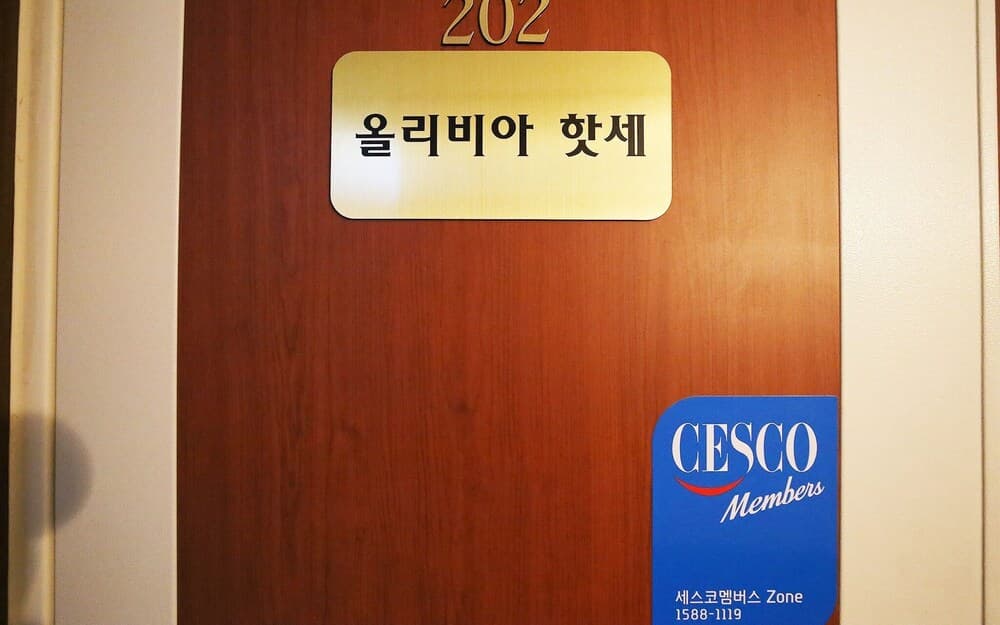 202
올리비아 핫세
CESCO
Members
세스코멤버스 Zone
1588-1119